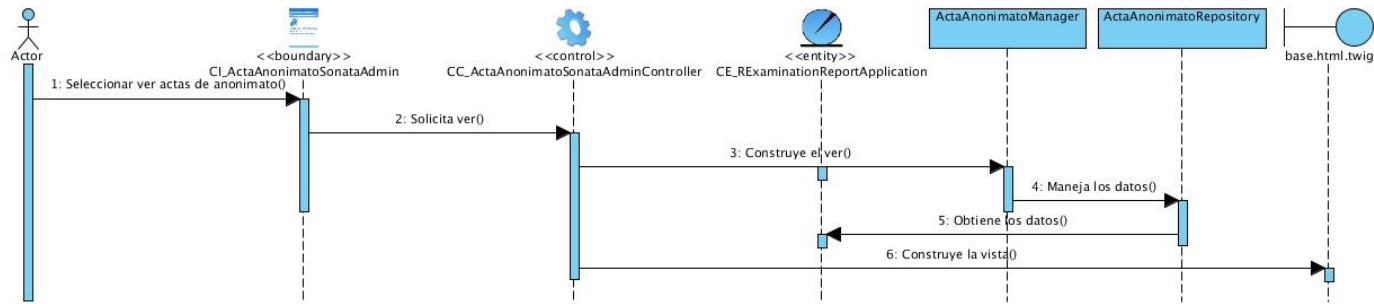 Actor
<<boundary>>
CI_ActaAnonimatoSonataAdmin
<<control>>
CC_ActaAnonimatoSonataAdminController
<<entity>>
CE_RExaminationReportApplication
ActaAnonimatoManager
ActaAnonimatoRepository
base.html.twig
1: Seleccionar ver actas de anonimato()
2: Solicita ver()
3: Construye el ver()
4: Maneja los datos()
5: Obtiene los datos()
6: Construye la vista()